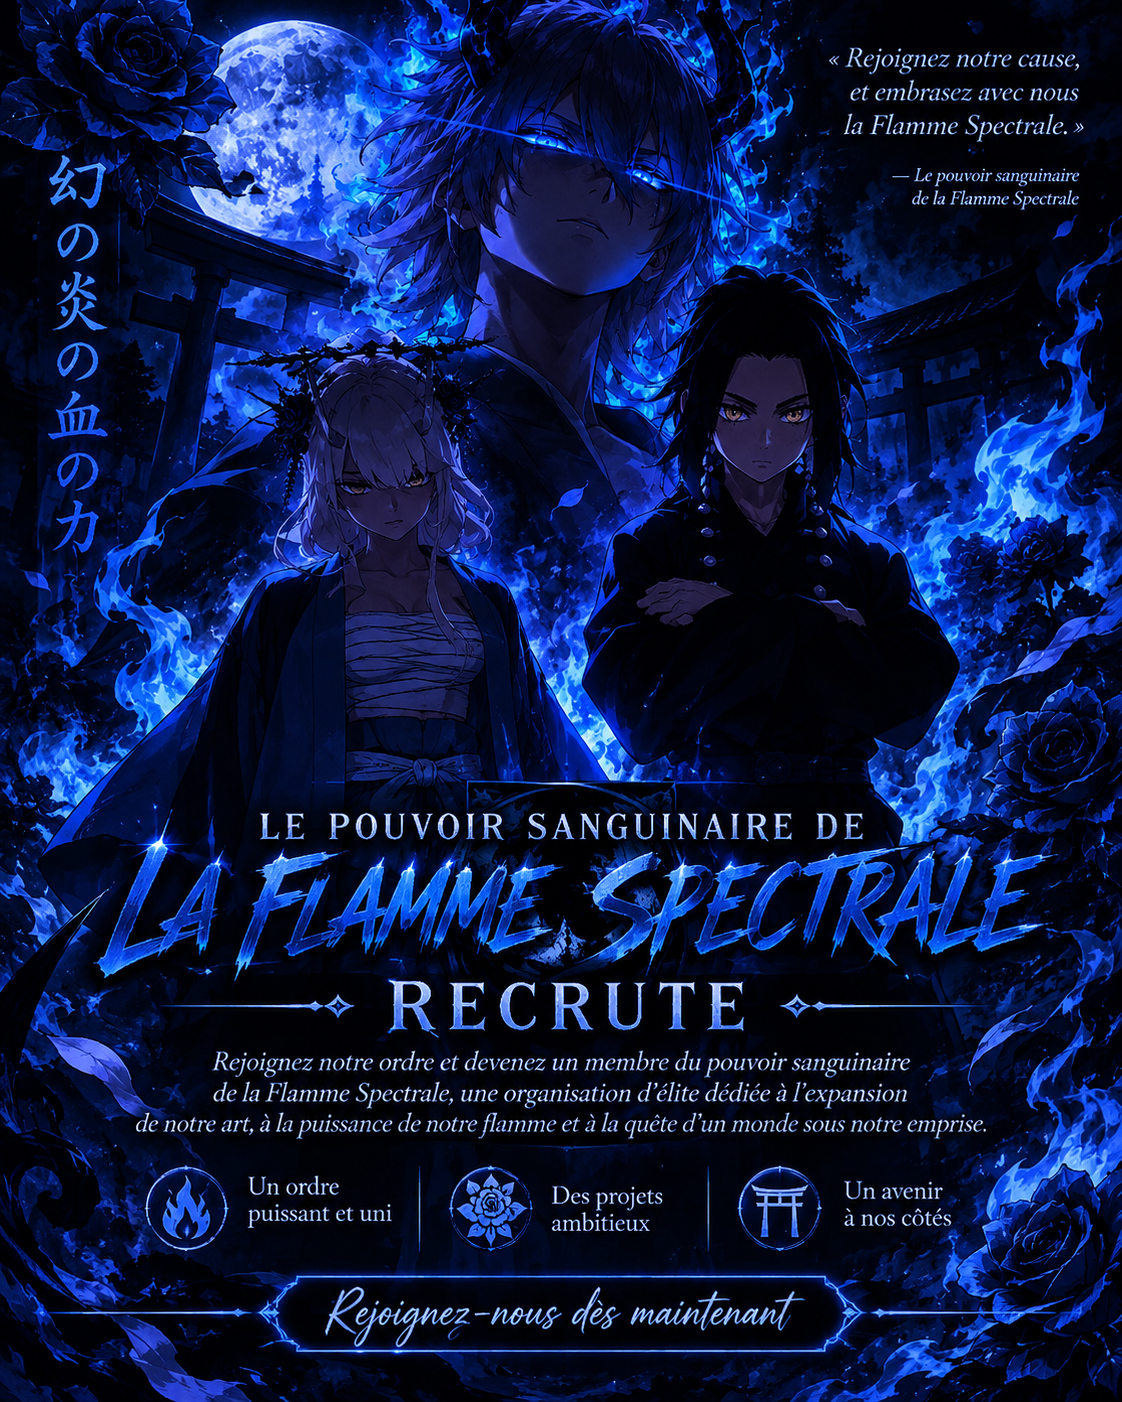 « Rejoignez notre cause,
et embrasez avec nous
la Flamme Spectrale. »
— Le pouvoir sanguinaire
de la Flamme Spectrale
幻の炎の血の力
LE POUVOIR SANGUINAIRE DE
LA FLAMME SPECTRALE
RECRUTE
Rejoignez notre ordre et devenez un membre du pouvoir sanguinaire
de la Flamme Spectrale, une organisation d’élite dédiée à l’expansion
de notre art, à la puissance de notre flamme et à la quête d’un monde sous notre emprise.
Un ordre
puissant et uni
Des projets
ambitieux
Un avenir
à nos côtés
Rejoignez-nous dès maintenant